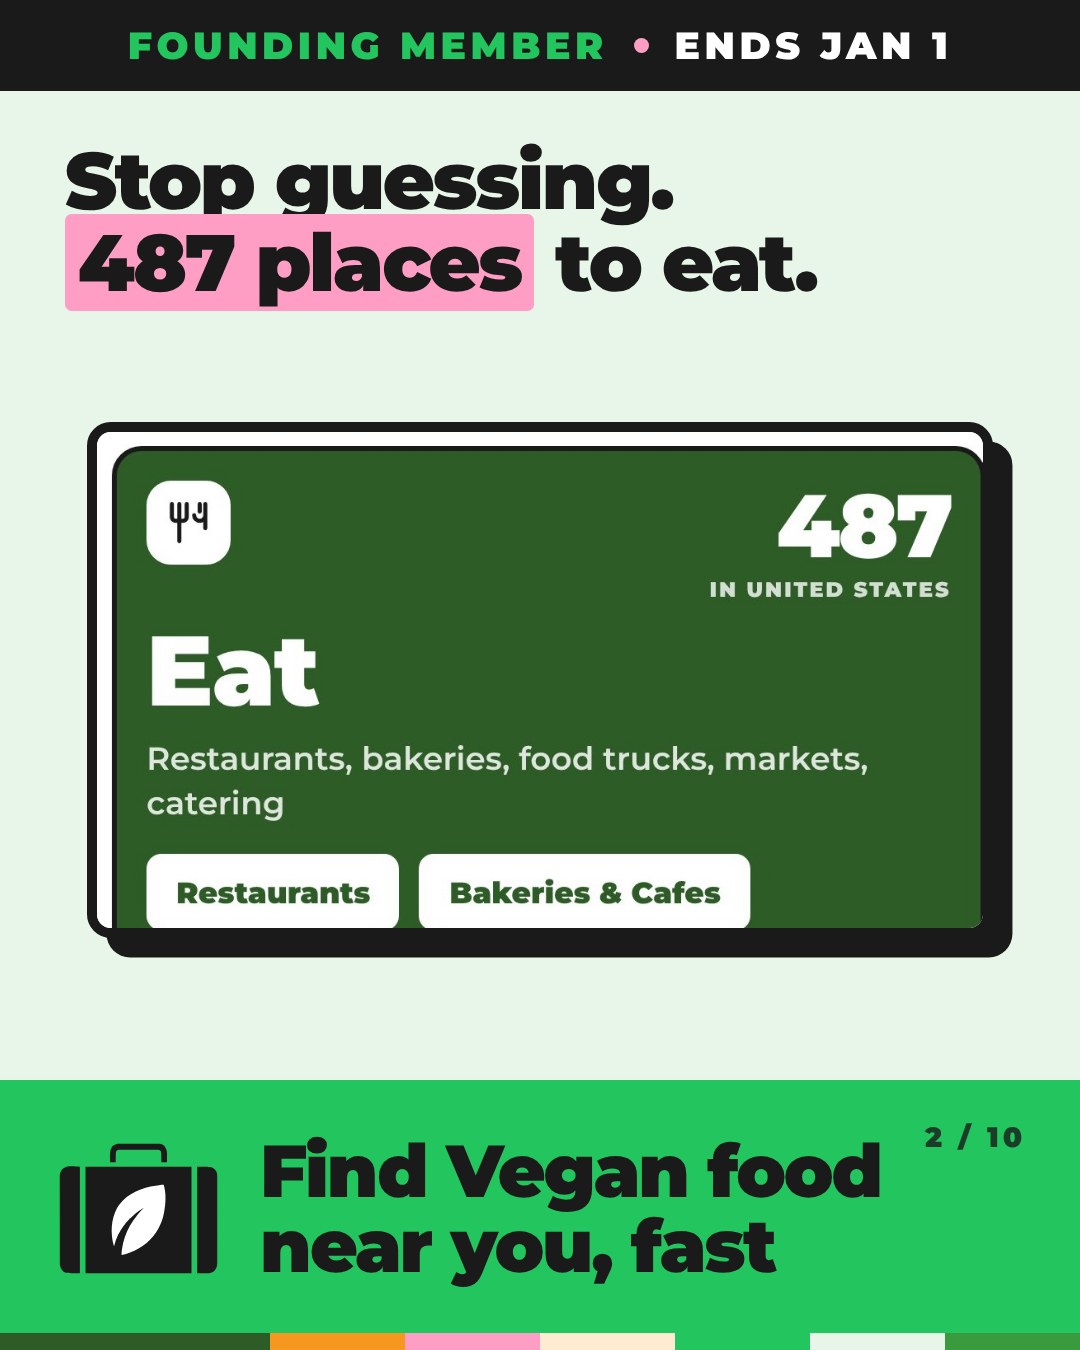 FOUNDING MEMBER • ENDS JAN 1
Stop guessing.
487 places to eat.
487
IN UNITED STATES
Eat
Restaurants, bakeries, food trucks, markets,
catering
Restaurants
Bakeries & Cafes
2 / 10
Find Vegan food
near you, fast